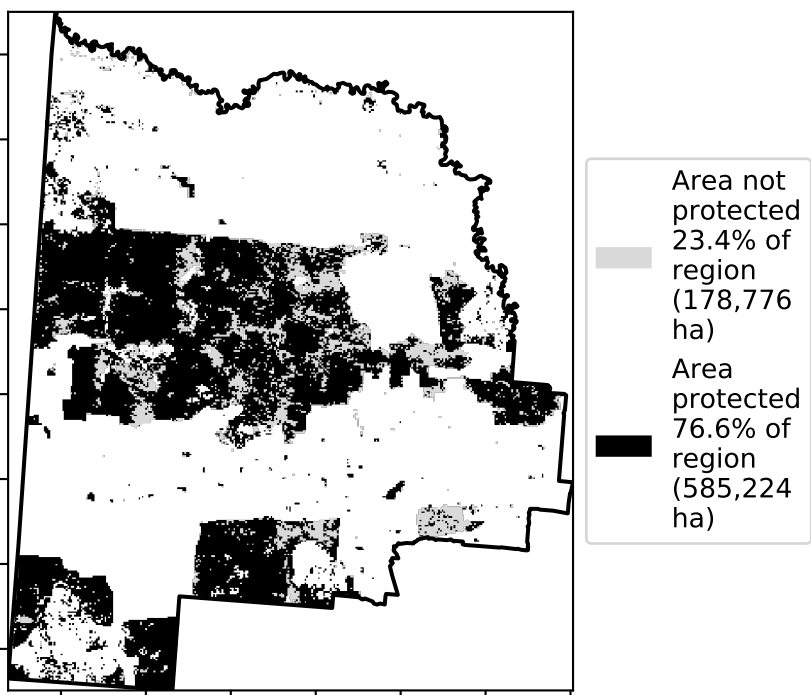 Area not
protected
23.4% of
region
(178,776
ha)
Area
protected
76.6% of
region
(585,224
ha)